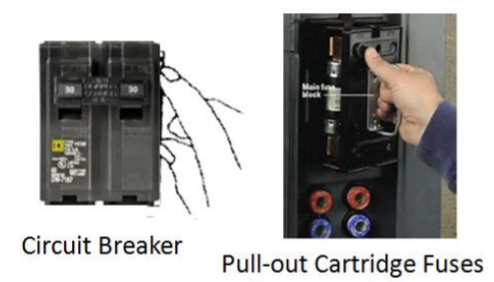 30 30
Main fuse
block
Circuit Breaker
Pull-out Cartridge Fuses